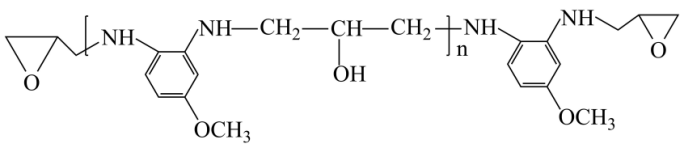 NH NH—CH₂—CH—CH₂ n NH NH
O OH O
OCH₃ OCH₃